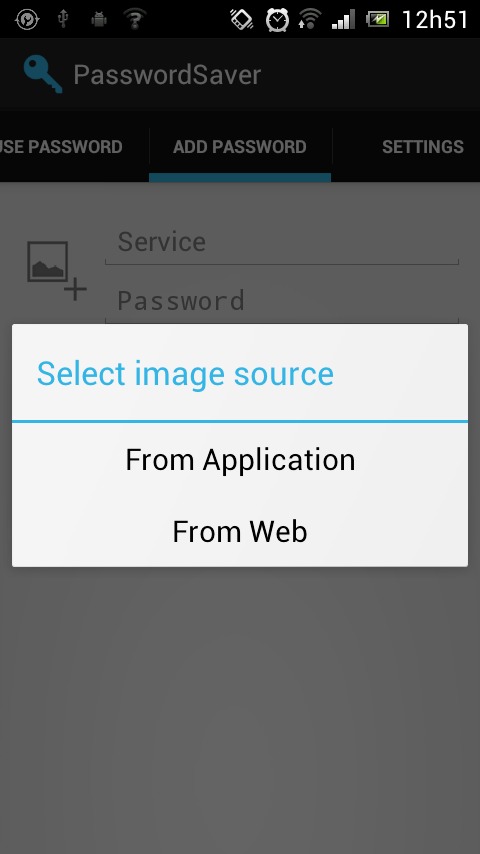 12h51
PasswordSaver
USE PASSWORD ADD PASSWORD SETTINGS
Service
Password
Select image source
From Application
From Web